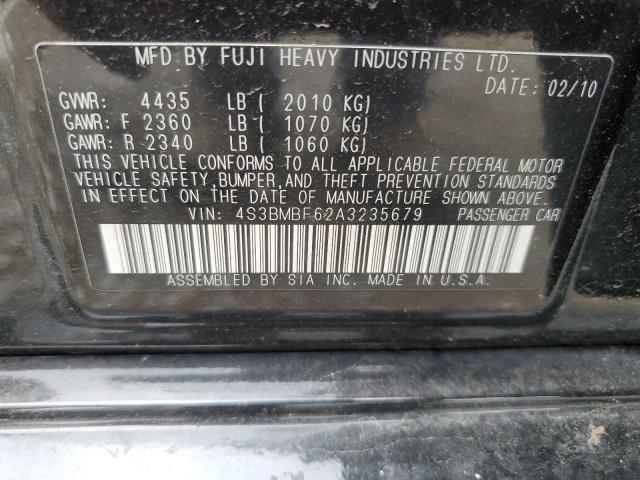 MFD BY FUJI HEAVY INDUSTRIES LTD.
DATE: 02/10
GVWR: 4435 LB ( 2010 KG)
GAWR: F 2360 LB ( 1070 KG)
GAWR: R 2340 LB ( 1060 KG)
THIS VEHICLE CONFORMS TO ALL APPLICABLE FEDERAL MOTOR
VEHICLE SAFETY,BUMPER,AND THEFT PREVENTION STANDARDS
IN EFFECT ON THE DATE OF MANUFACTURE SHOWN ABOVE.
VIN: 4S3BMBF62A3235679 PASSENGER CAR
ASSEMBLED BY SIA INC. MADE IN U.S.A.